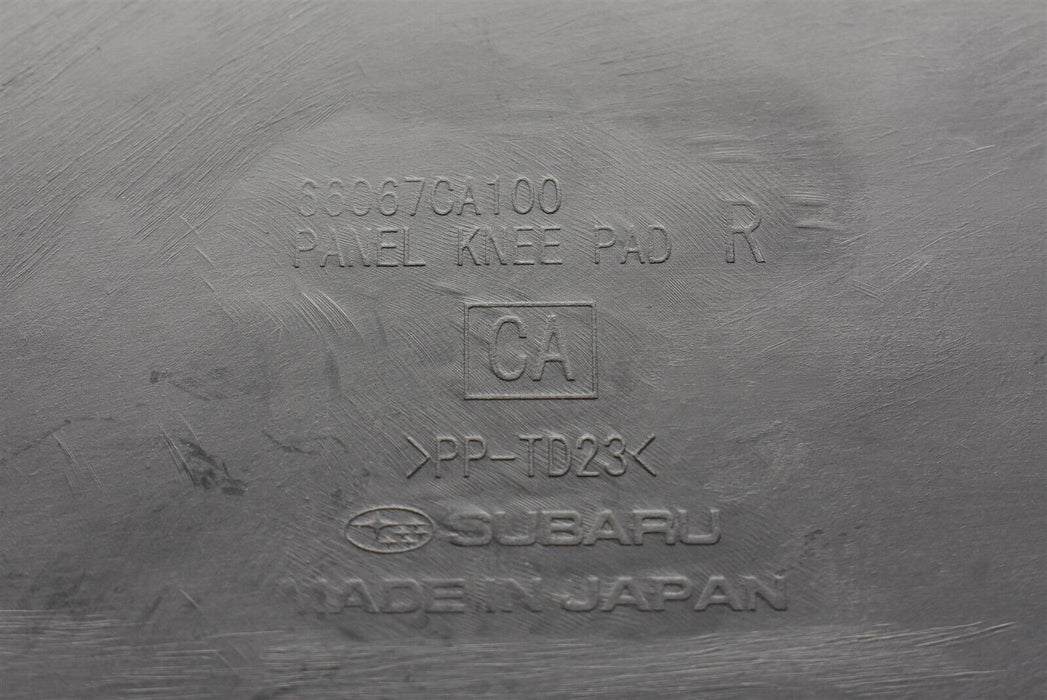 66067CA100
PANEL KNEE PAD R
CA
>PP-TD23<
SUBARU
MADE IN JAPAN